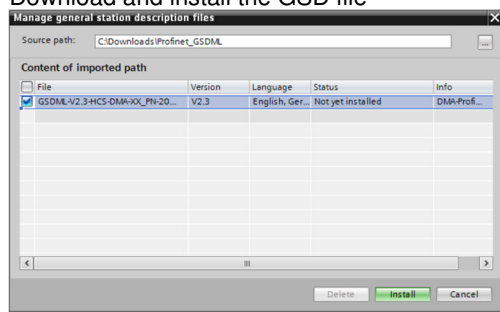 Download and install the GSD file
Manage general station description files
X
Source path: C:\Downloads\Profinet_GSDML ...
Content of imported path
File Version Language Status Info
GSDML-V2.3-HCS-DMA-XX_PN-20... V2.3 English, Ger... Not yet installed DMA-Profi...
Delete Install Cancel